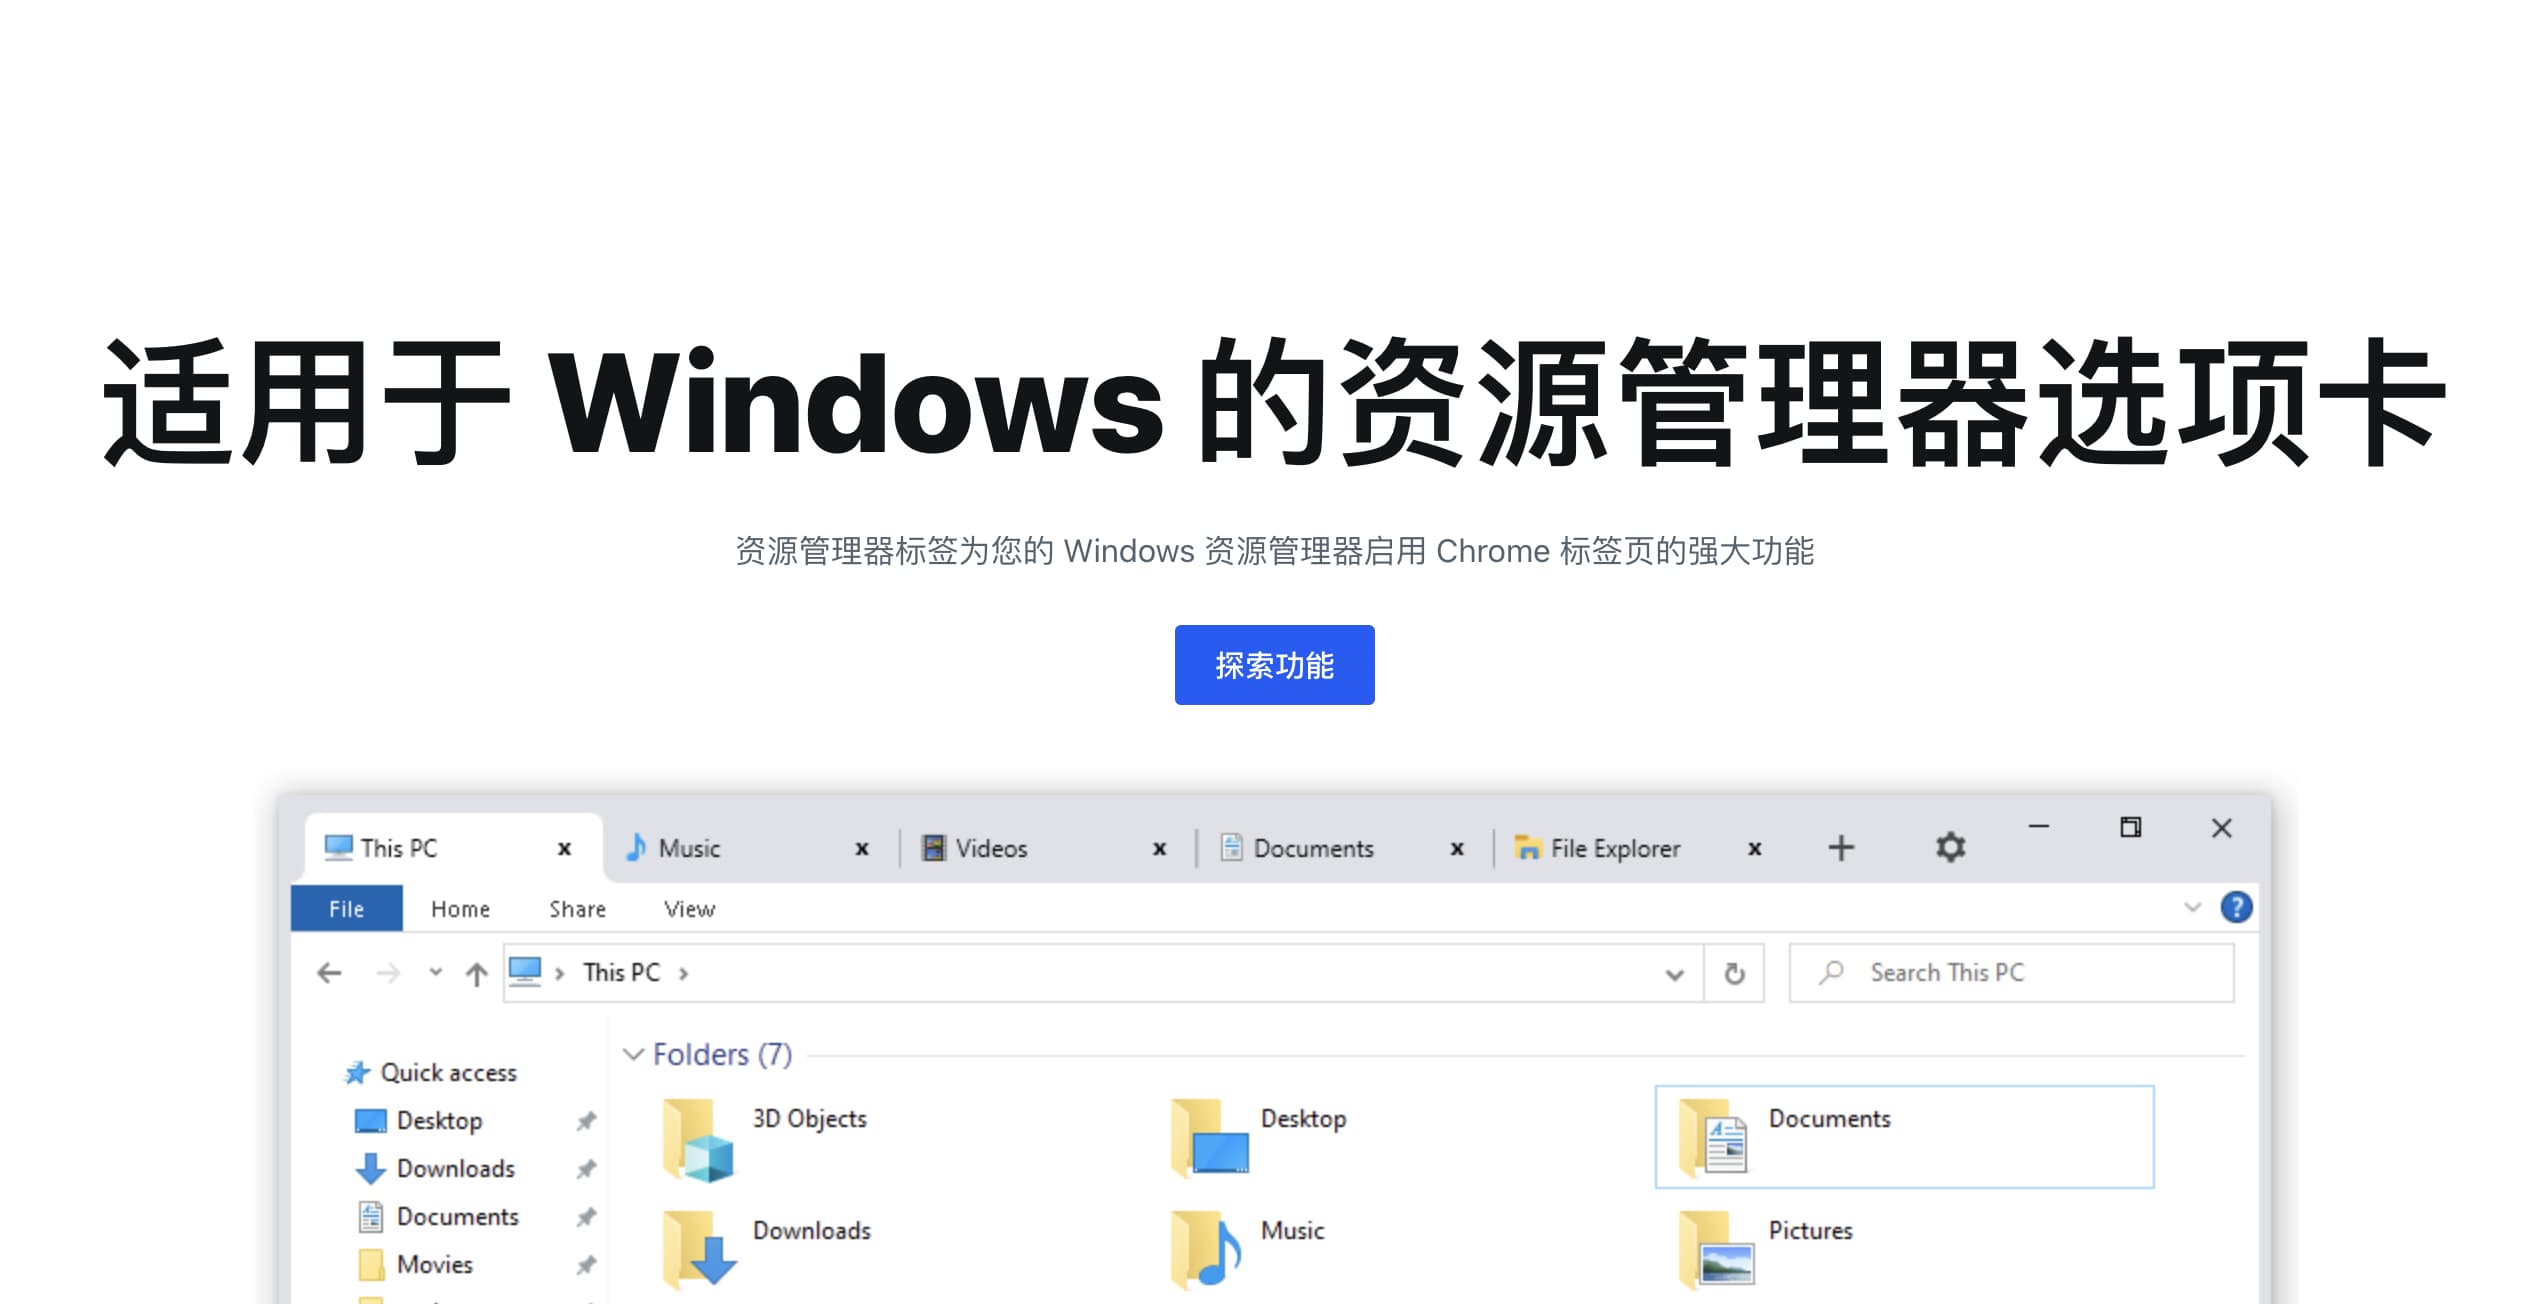 适用于 Windows 的资源管理器选项卡
资源管理器标签为您的 Windows 资源管理器启用 Chrome 标签页的强大功能
探索功能
This PC x Music x Videos x Documents x File Explorer x
File Home Share View
This PC Search This PC
Folders (7)
Quick access
Desktop
Downloads
Documents
Movies
3D Objects Desktop Documents
Downloads Music Pictures